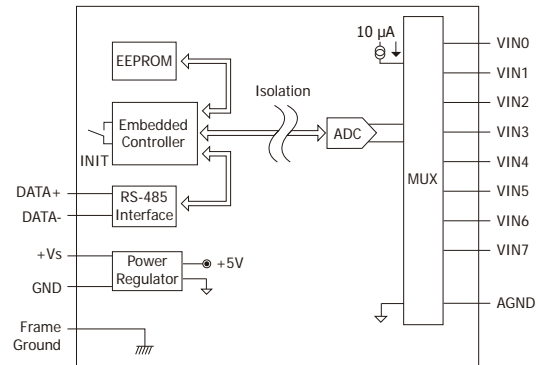 10 µA
EEPROM
Isolation
Embedded
Controller
INIT
ADC
MUX
VIN0
VIN1
VIN2
VIN3
VIN4
VIN5
VIN6
VIN7
AGND
DATA+
DATA-
RS-485
Interface
+Vs
GND
Power
Regulator
+5V
Frame
Ground